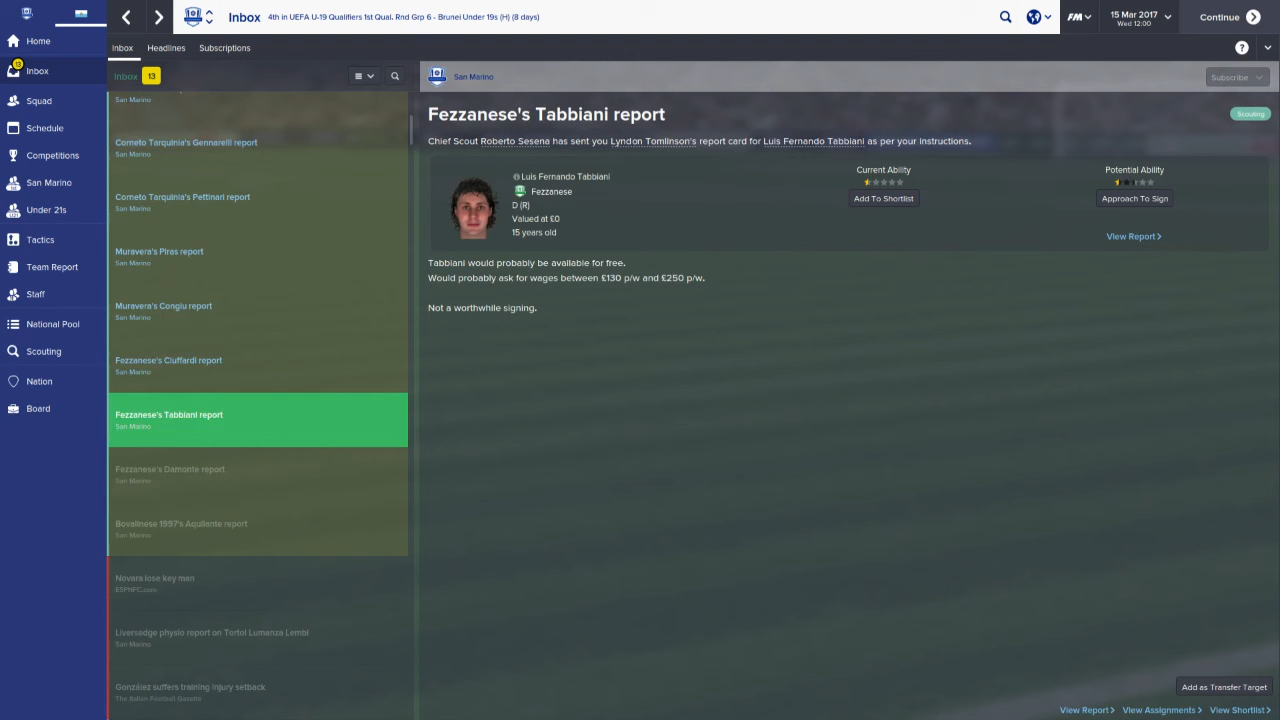 Inbox
4th in UEFA U-19 Qualifiers 1st Qual. Rnd Grp 6 - Brunei Under 19s (H) (8 days)
FM
15 Mar 2017
Wed 12:00
Continue
Home
13
Inbox
Squad
Schedule
Competitions
San Marino
Under 21s
U21
Tactics
Team Report
Staff
National Pool
Scouting
Nation
Board
Inbox
Headlines
Subscriptions
?
Inbox
13
San Marino
Corneto Tarquinia's Gennarelli report
San Marino
Corneto Tarquinia's Pettinari report
San Marino
Muravera's Piras report
San Marino
Muravera's Congiu report
San Marino
Fezzanese's Ciuffardi report
San Marino
Fezzanese's Tabbiani report
San Marino
Fezzanese's Damonte report
San Marino
Bovalinese 1997's Aquilante report
San Marino
Novara lose key man
ESPNFC.com
Liversedge physio report on Tortol Lumanza Lembi
San Marino
González suffers training injury setback
The Italian Football Gazette
San Marino
Subscribe
Fezzanese's Tabbiani report
Scouting
Chief Scout Roberto Sesena has sent you Lyndon Tomlinson's report card for Luis Fernando Tabbiani as per your instructions.
Luis Fernando Tabbiani
Fezzanese
D (R)
Valued at £0
15 years old
Current Ability
Add To Shortlist
Potential Ability
Approach To Sign
View Report
Tabbiani would probably be available for free.
Would probably ask for wages between £130 p/w and £250 p/w.
Not a worthwhile signing.
Add as Transfer Target
View Report
View Assignments
View Shortlist